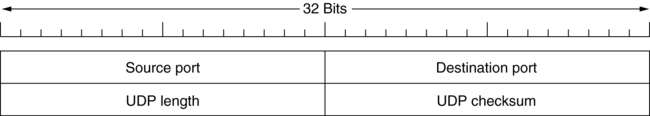 32 Bits
Source port Destination port
UDP length UDP checksum